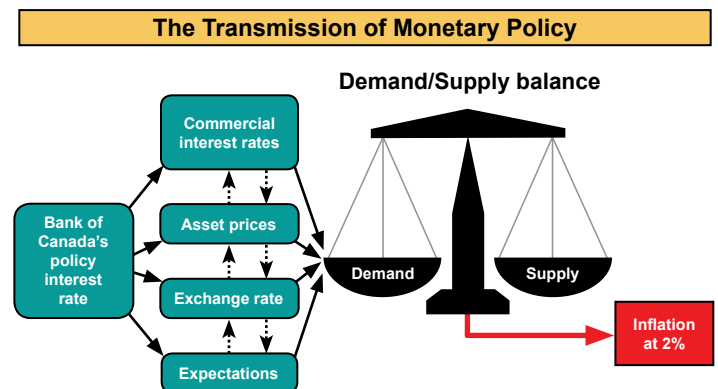 The Transmission of Monetary Policy
Demand/Supply balance
Commercial
interest rates
Bank of
Canada's
policy
interest
rate
Asset prices
Exchange rate
Expectations
Demand
Supply
Inflation
at 2%